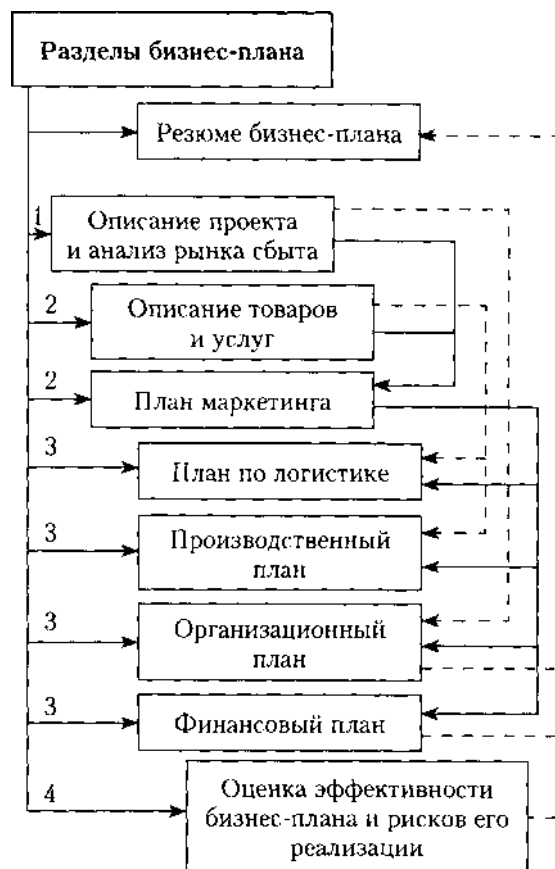 Разделы бизнес-плана
Резюме бизнес-плана
1
Описание проекта
и анализ рынка сбыта
2
Описание товаров
и услуг
2
План маркетинга
3
План по логистике
3
Производственный
план
3
Организационный
план
3
Финансовый план
4
Оценка эффективности
бизнес-плана и рисков его
реализации